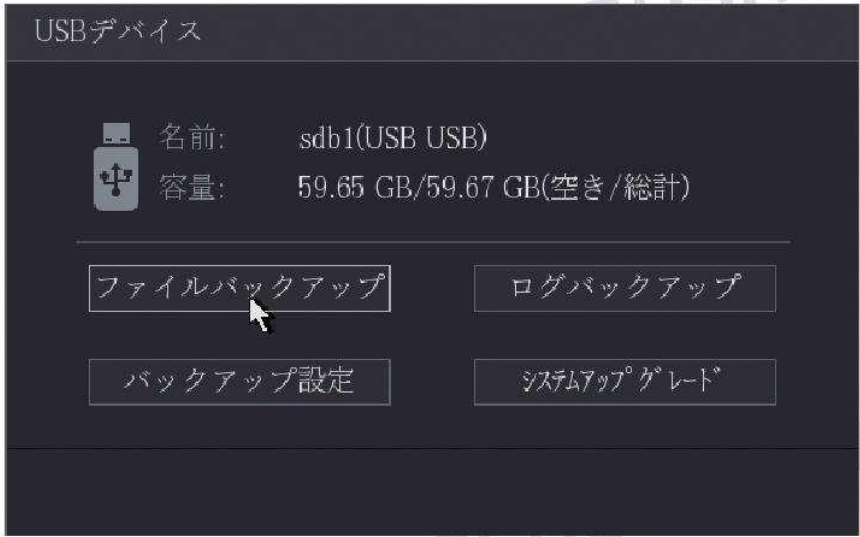 USBデバイス
名前: sdb1(USB USB)
容量: 59.65 GB/59.67 GB(空き/総計)
ファイルバックアップ ログバックアップ
バックアップ設定 ｼｽﾃﾑｱｯﾌﾟｸﾞﾚｰﾄﾞ